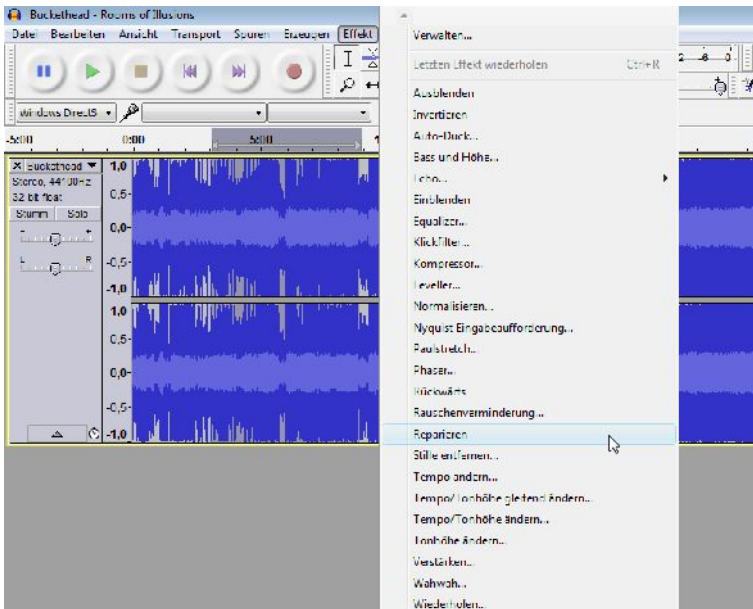 Buckethead - Rooms of Illusions
Datei Bearbeiten Ansicht Transport Spuren Erzeugen Effekt
Windows DirectS
-5:00 0:00 5:00 1
X Buckethead
Stereo, 44100Hz
32 bit float
Stumm Solo
- +
L R
1,0
0,5-
0,0-
-0,5-
-1,0
1,0
0,5-
0,0-
-0,5-
-1,0
Verwalten...
Letzten Effekt wiederholen Ctrl+R
Ausblenden
Invertieren
Auto-Duck...
Bass und Höhe...
Echo...
Einblenden
Equalizer...
Klickfilter...
Kompressor...
Leveller...
Normalisieren...
Nyquist Eingabeaufforderung...
Paulstretch...
Phaser...
Rückwärts
Rauschenverminderung...
Reparieren
Stille entfernen...
Tempo ändern...
Tempo/Tonhöhe gleitend ändern...
Tempo/Tonhöhe ändern...
Tonhöhe ändern...
Verstärken...
Wahwah...
Wiederholen...